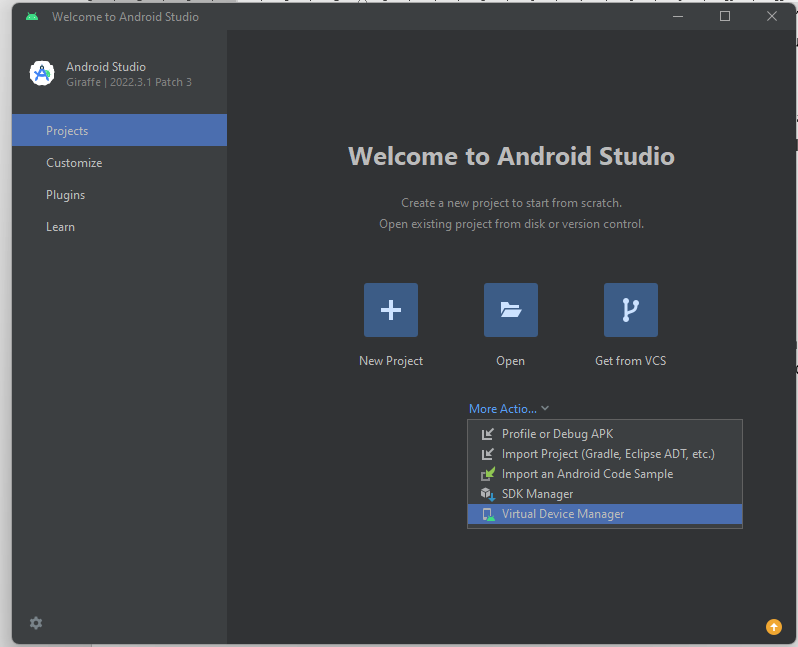 Welcome to Android Studio
Android Studio
Giraffe | 2022.3.1 Patch 3
Projects
Customize
Plugins
Learn
Welcome to Android Studio
Create a new project to start from scratch.
Open existing project from disk or version control.
New Project
Open
Get from VCS
More Actio...
Profile or Debug APK
Import Project (Gradle, Eclipse ADT, etc.)
Import an Android Code Sample
SDK Manager
Virtual Device Manager